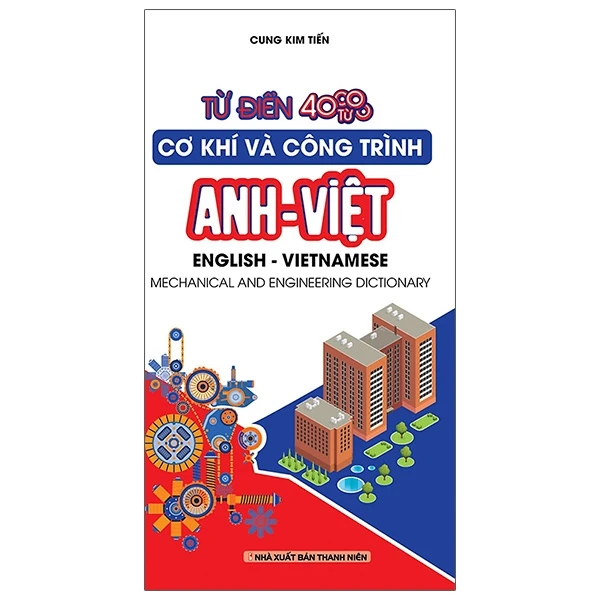 CUNG KIM TIẾN
TỪ ĐIỂN 40000 TỪ
CƠ KHÍ VÀ CÔNG TRÌNH
ANH-VIỆT
ENGLISH - VIETNAMESE
MECHANICAL AND ENGINEERING DICTIONARY
NHÀ XUẤT BẢN THANH NIÊN